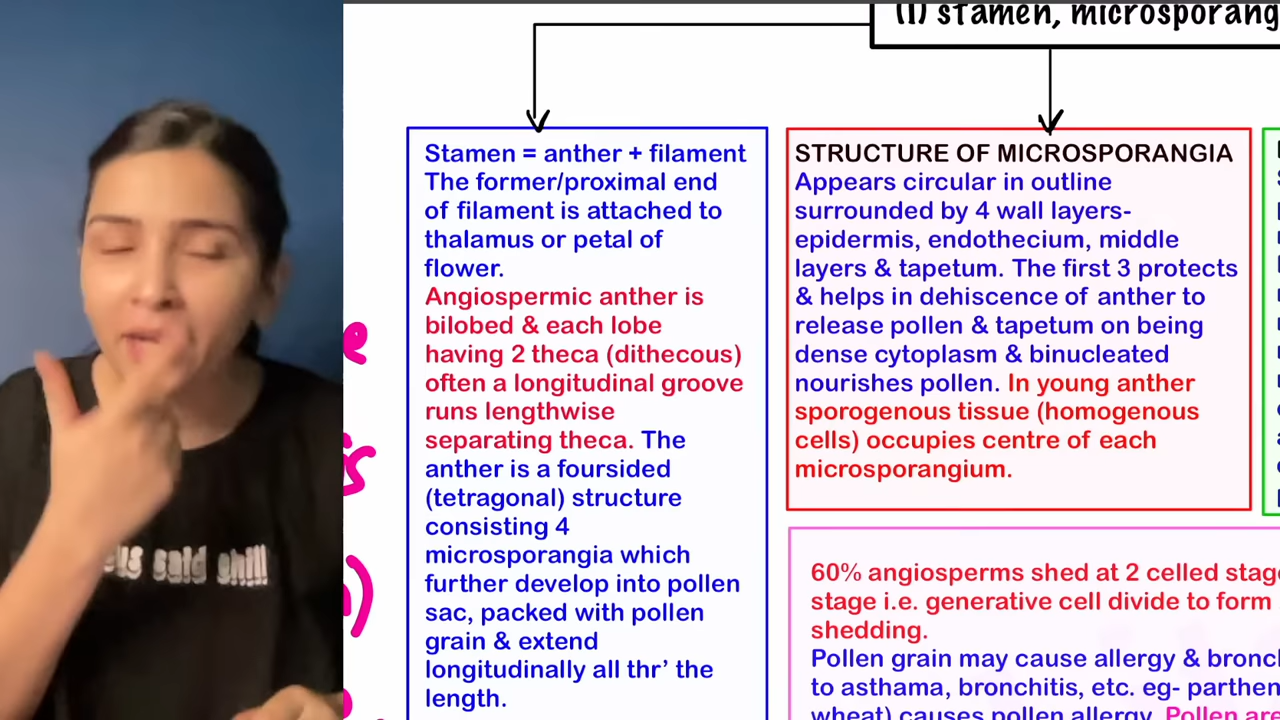 (I) stamen, microsporang
Stamen = anther + filament
The former/proximal end
of filament is attached to
thalamus or petal of
flower.
Angiospermic anther is
bilobed & each lobe
having 2 theca (dithecous)
often a longitudinal groove
runs lengthwise
separating theca. The
anther is a foursided
(tetragonal) structure
consisting 4
microsporangia which
further develop into pollen
sac, packed with pollen
grain & extend
longitudinally all thr' the
length.
STRUCTURE OF MICROSPORANGIA
Appears circular in outline
surrounded by 4 wall layers-
epidermis, endothecium, middle
layers & tapetum. The first 3 protects
& helps in dehiscence of anther to
release pollen & tapetum on being
dense cytoplasm & binucleated
nourishes pollen. In young anther
sporogenous tissue (homogenous
cells) occupies centre of each
microsporangium.
60% angiosperms shed at 2 celled stage
stage i.e. generative cell divide to form
shedding.
Pollen grain may cause allergy & bronch
to asthama, bronchitis, etc. eg- parthen
wheat) causes pollen allergy. Pollen are
said chill